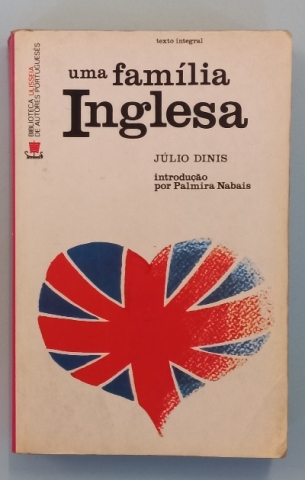 BIBLIOTECA ULISSEIA
DE AUTORES PORTUGUESES
texto integral
uma família
Inglesa
JÚLIO DINIS
introdução
por Palmira Nabais